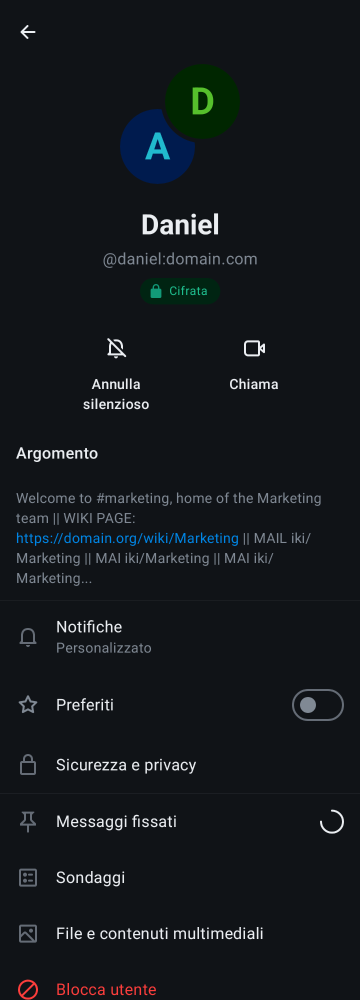 D
A
Daniel
@daniel:domain.com
Cifrata
Annulla
silenzioso
Chiama
Argomento
Welcome to #marketing, home of the Marketing
team || WIKI PAGE:
https://domain.org/wiki/Marketing || MAIL iki/
Marketing || MAI iki/Marketing || MAI iki/
Marketing...
Notifiche
Personalizzato
Preferiti
Sicurezza e privacy
Messaggi fissati
Sondaggi
File e contenuti multimediali
Blocca utente